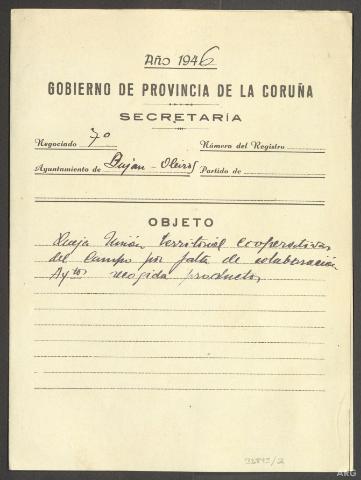 Año 1946
GOBIERNO DE PROVINCIA DE LA CORUÑA
SECRETARÍA
Negociado 7º Número del Registro
Ayuntamiento de Bujan - Oleiros Partido de
OBJETO
Queja Unión territorial cooperativas
del Campo por falta de colaboración
Aytos recogida productos
ARG